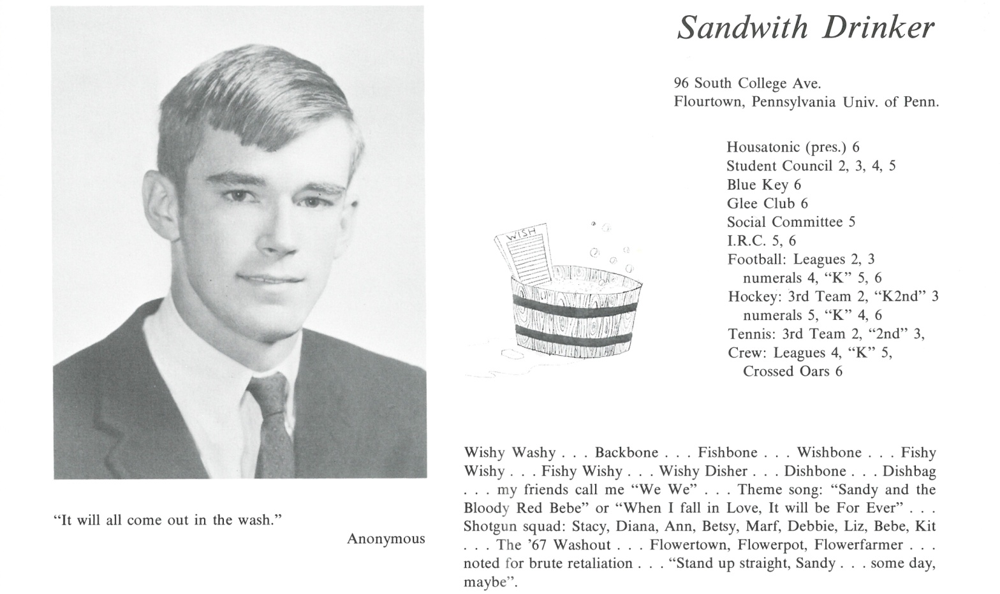 Sandwith Drinker
96 South College Ave.
Flourtown, Pennsylvania Univ. of Penn.
Housatonic (pres.) 6
Student Council 2, 3, 4, 5
Blue Key 6
Glee Club 6
Social Committee 5
I.R.C. 5, 6
Football: Leagues 2, 3
numerals 4, “K” 5, 6
Hockey: 3rd Team 2, “K2nd” 3
numerals 5, “K” 4, 6
Tennis: 3rd Team 2, “2nd” 3,
Crew: Leagues 4, “K” 5,
Crossed Oars 6
WISH
“It will all come out in the wash.”
Anonymous
Wishy Washy . . . Backbone . . . Fishbone . . . Wishbone . . . Fishy
Wishy . . . Fishy Wishy . . . Wishy Disher . . . Dishbone . . . Dishbag
. . . my friends call me “We We” . . . Theme song: “Sandy and the
Bloody Red Bebe” or “When I fall in Love, It will be For Ever” . . .
Shotgun squad: Stacy, Diana, Ann, Betsy, Marf, Debbie, Liz, Bebe, Kit
. . . The ’67 Washout . . . Flowertown, Flowerpot, Flowerfarmer . . .
noted for brute retaliation . . . “Stand up straight, Sandy . . . some day,
maybe”.